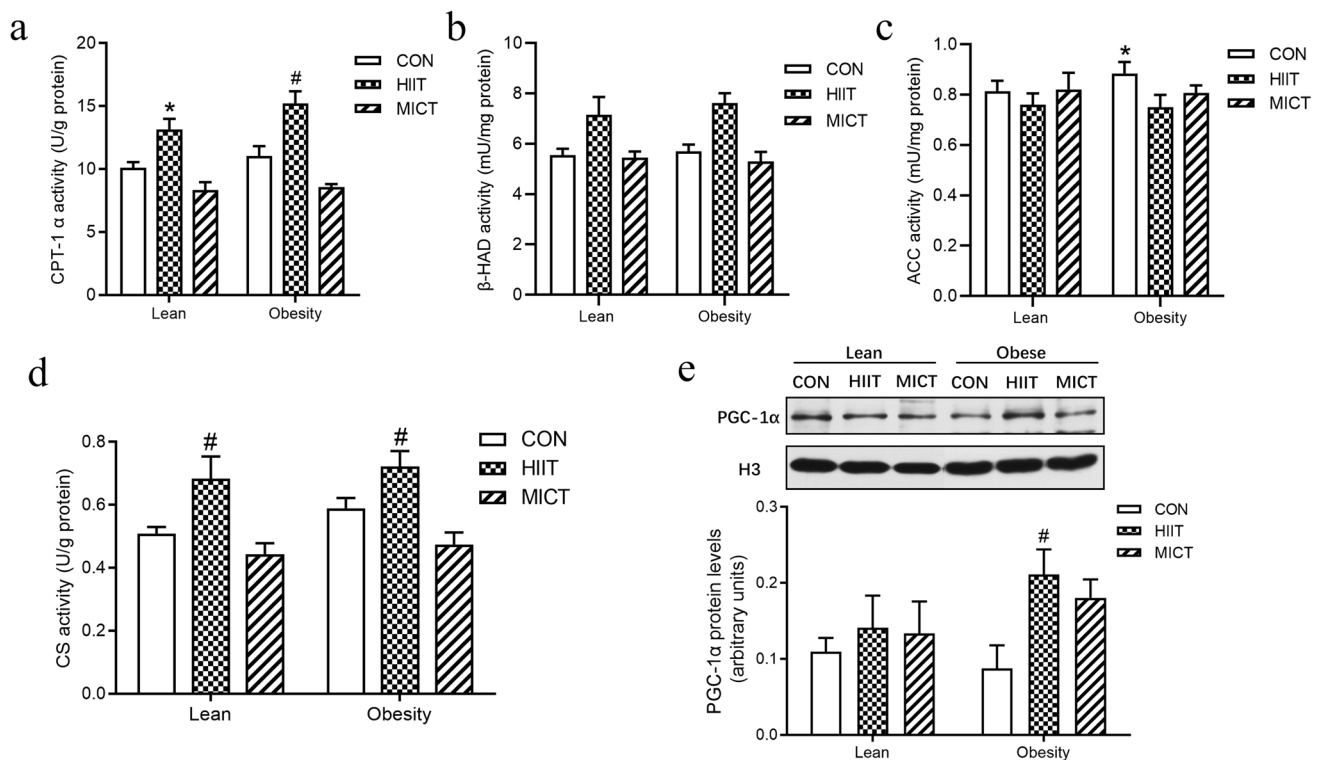 a
CPT-1 α activity (U/g protein)
20
15
10
5
0
*
#
Lean
Obesity
CON
HIIT
MICT
b
β-HAD activity (mU/mg protein)
10
8
6
4
2
0
Lean
Obesity
CON
HIIT
MICT
c
ACC activity (mU/mg protein)
1.0
0.8
0.6
0.4
0.2
0.0
*
Lean
Obesity
CON
HIIT
MICT
d
CS activity (U/g protein)
0.8
0.6
0.4
0.2
0.0
#
#
Lean
Obesity
CON
HIIT
MICT
e
Lean
Obese
CON HIIT MICT CON HIIT MICT
PGC-1α
H3
PGC-1α protein levels
(arbitrary units)
0.3
0.2
0.1
0.0
#
Lean
Obesity
CON
HIIT
MICT